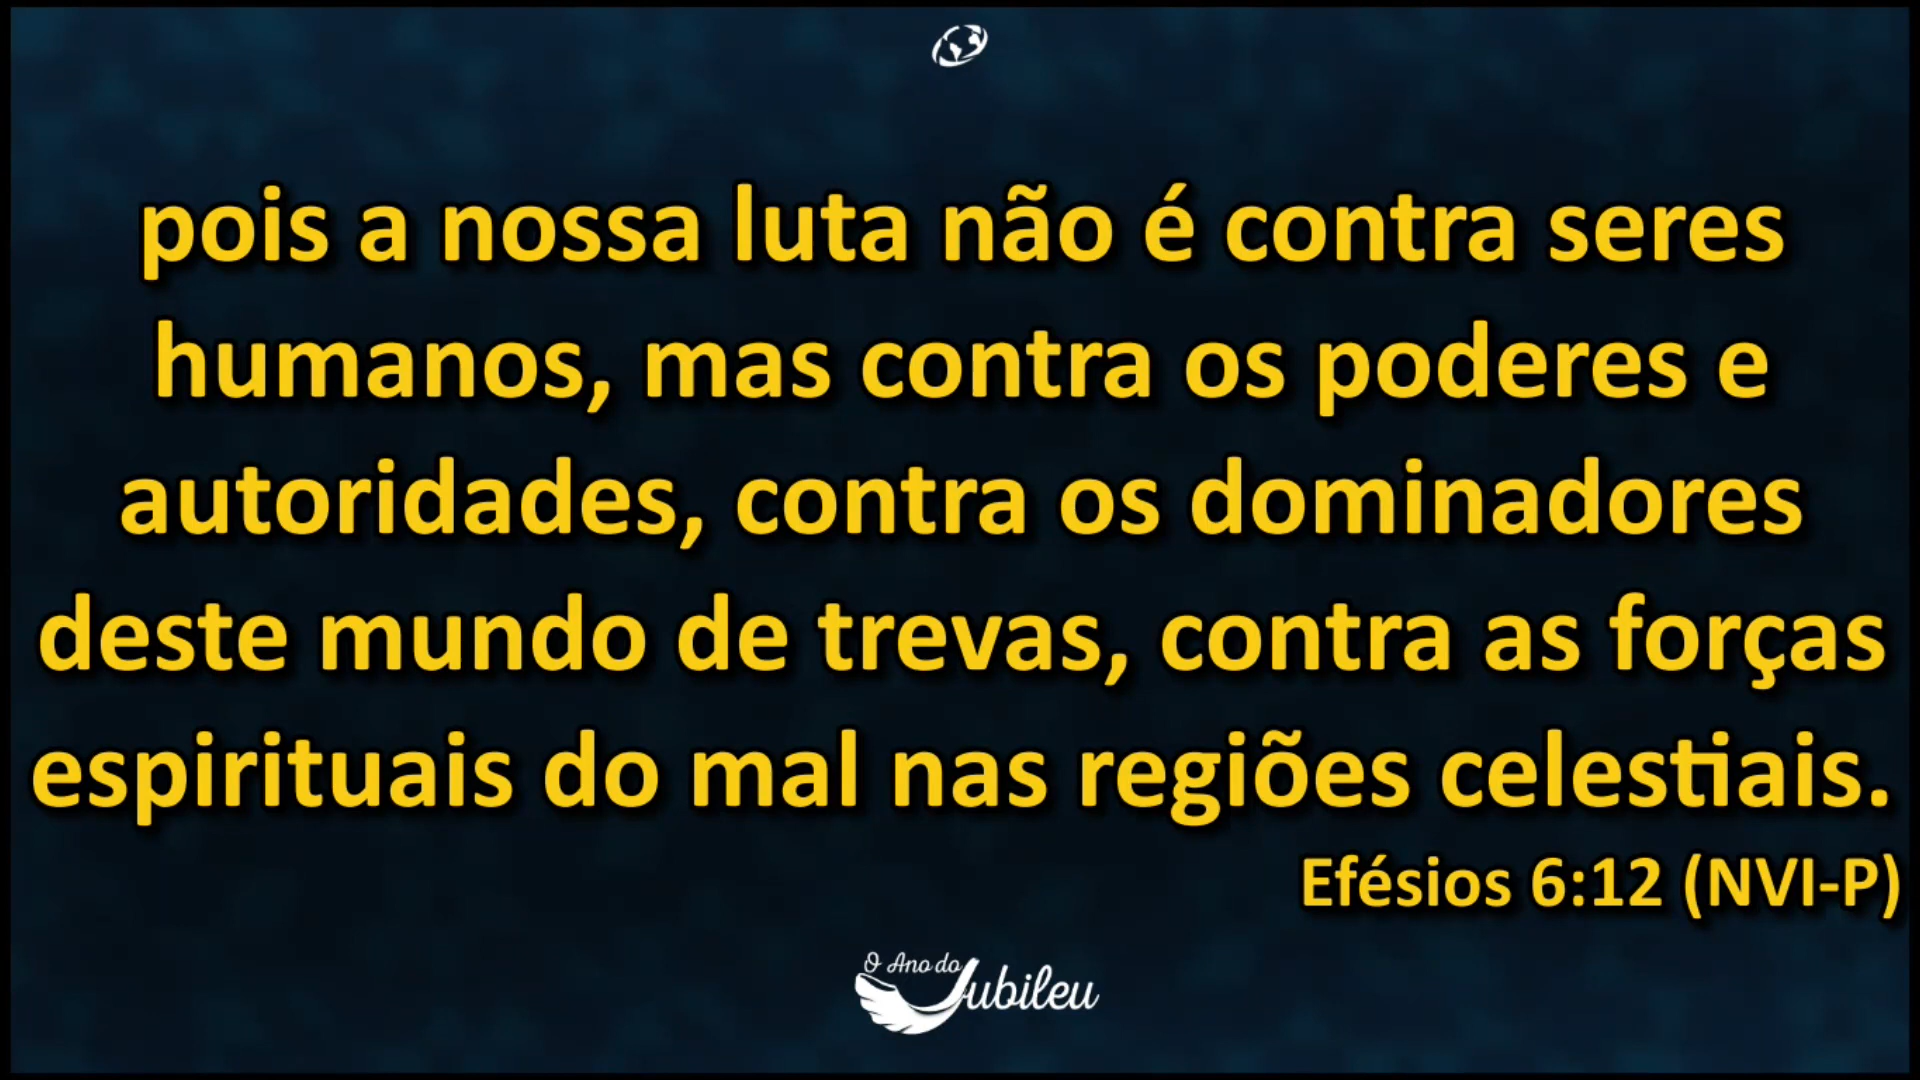 pois a nossa luta não é contra seres
humanos, mas contra os poderes e
autoridades, contra os dominadores
deste mundo de trevas, contra as forças
espirituais do mal nas regiões celestiais.
Efésios 6:12 (NVI-P)
O Ano do
Jubileu